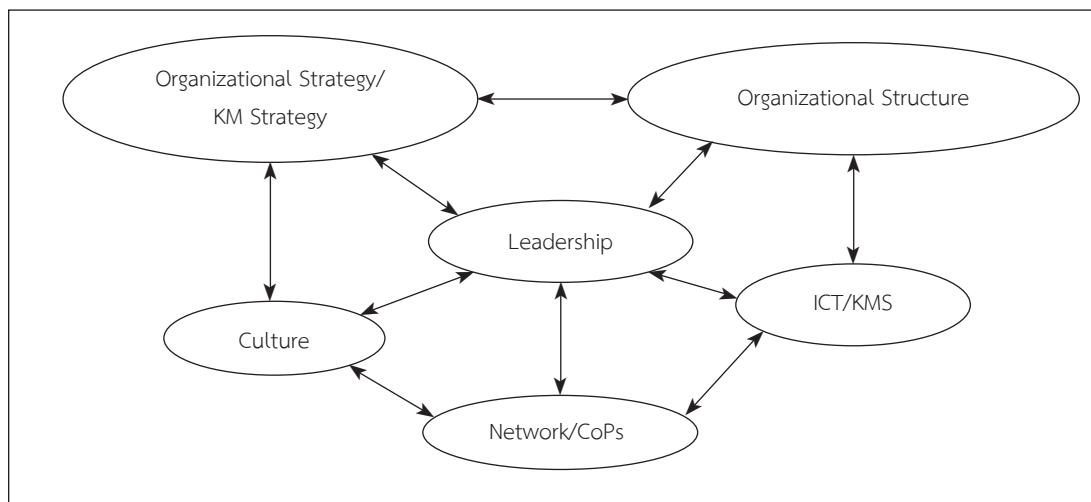 Organizational Strategy/
KM Strategy
Organizational Structure
Leadership
ICT/KMS
Culture
Network/CoPs